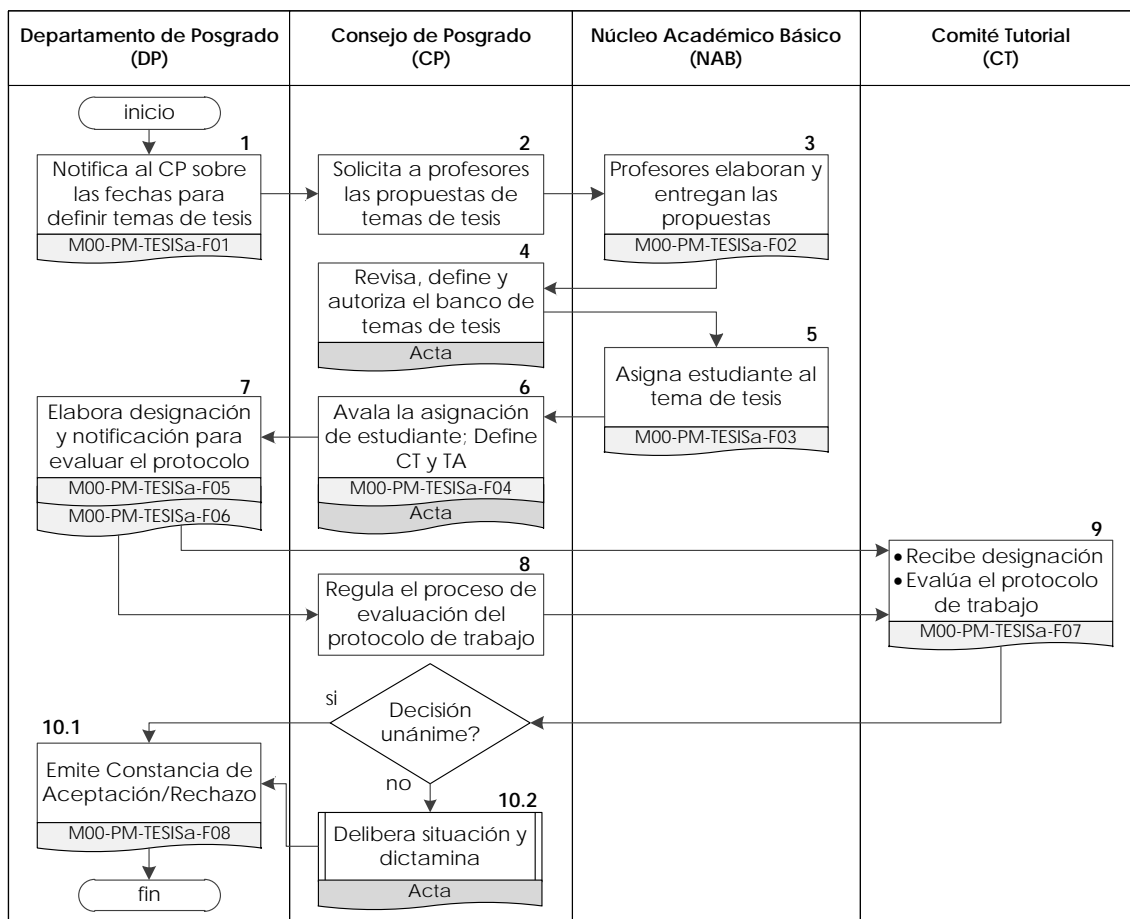 Departamento de Posgrado
(DP)
Consejo de Posgrado
(CP)
Núcleo Académico Básico
(NAB)
Comité Tutorial
(CT)
inicio
1
Notifica al CP sobre
las fechas para
definir temas de tesis
M00-PM-TESISa-F01
2
Solicita a profesores
las propuestas de
temas de tesis
3
Profesores elaboran y
entregan las
propuestas
M00-PM-TESISa-F02
4
Revisa, define y
autoriza el banco de
temas de tesis
Acta
5
Asigna estudiante al
tema de tesis
M00-PM-TESISa-F03
6
Avala la asignación
de estudiante; Define
CT y TA
M00-PM-TESISa-F04
Acta
7
Elabora designación
y notificación para
evaluar el protocolo
M00-PM-TESISa-F05
M00-PM-TESISa-F06
8
Regula el proceso de
evaluación del
protocolo de trabajo
9
• Recibe designación
• Evalúa el protocolo
de trabajo
M00-PM-TESISa-F07
Decisión
unánime?
si
no
10.1
Emite Constancia de
Aceptación/Rechazo
M00-PM-TESISa-F08
10.2
Delibera situación y
dictamina
Acta
fin